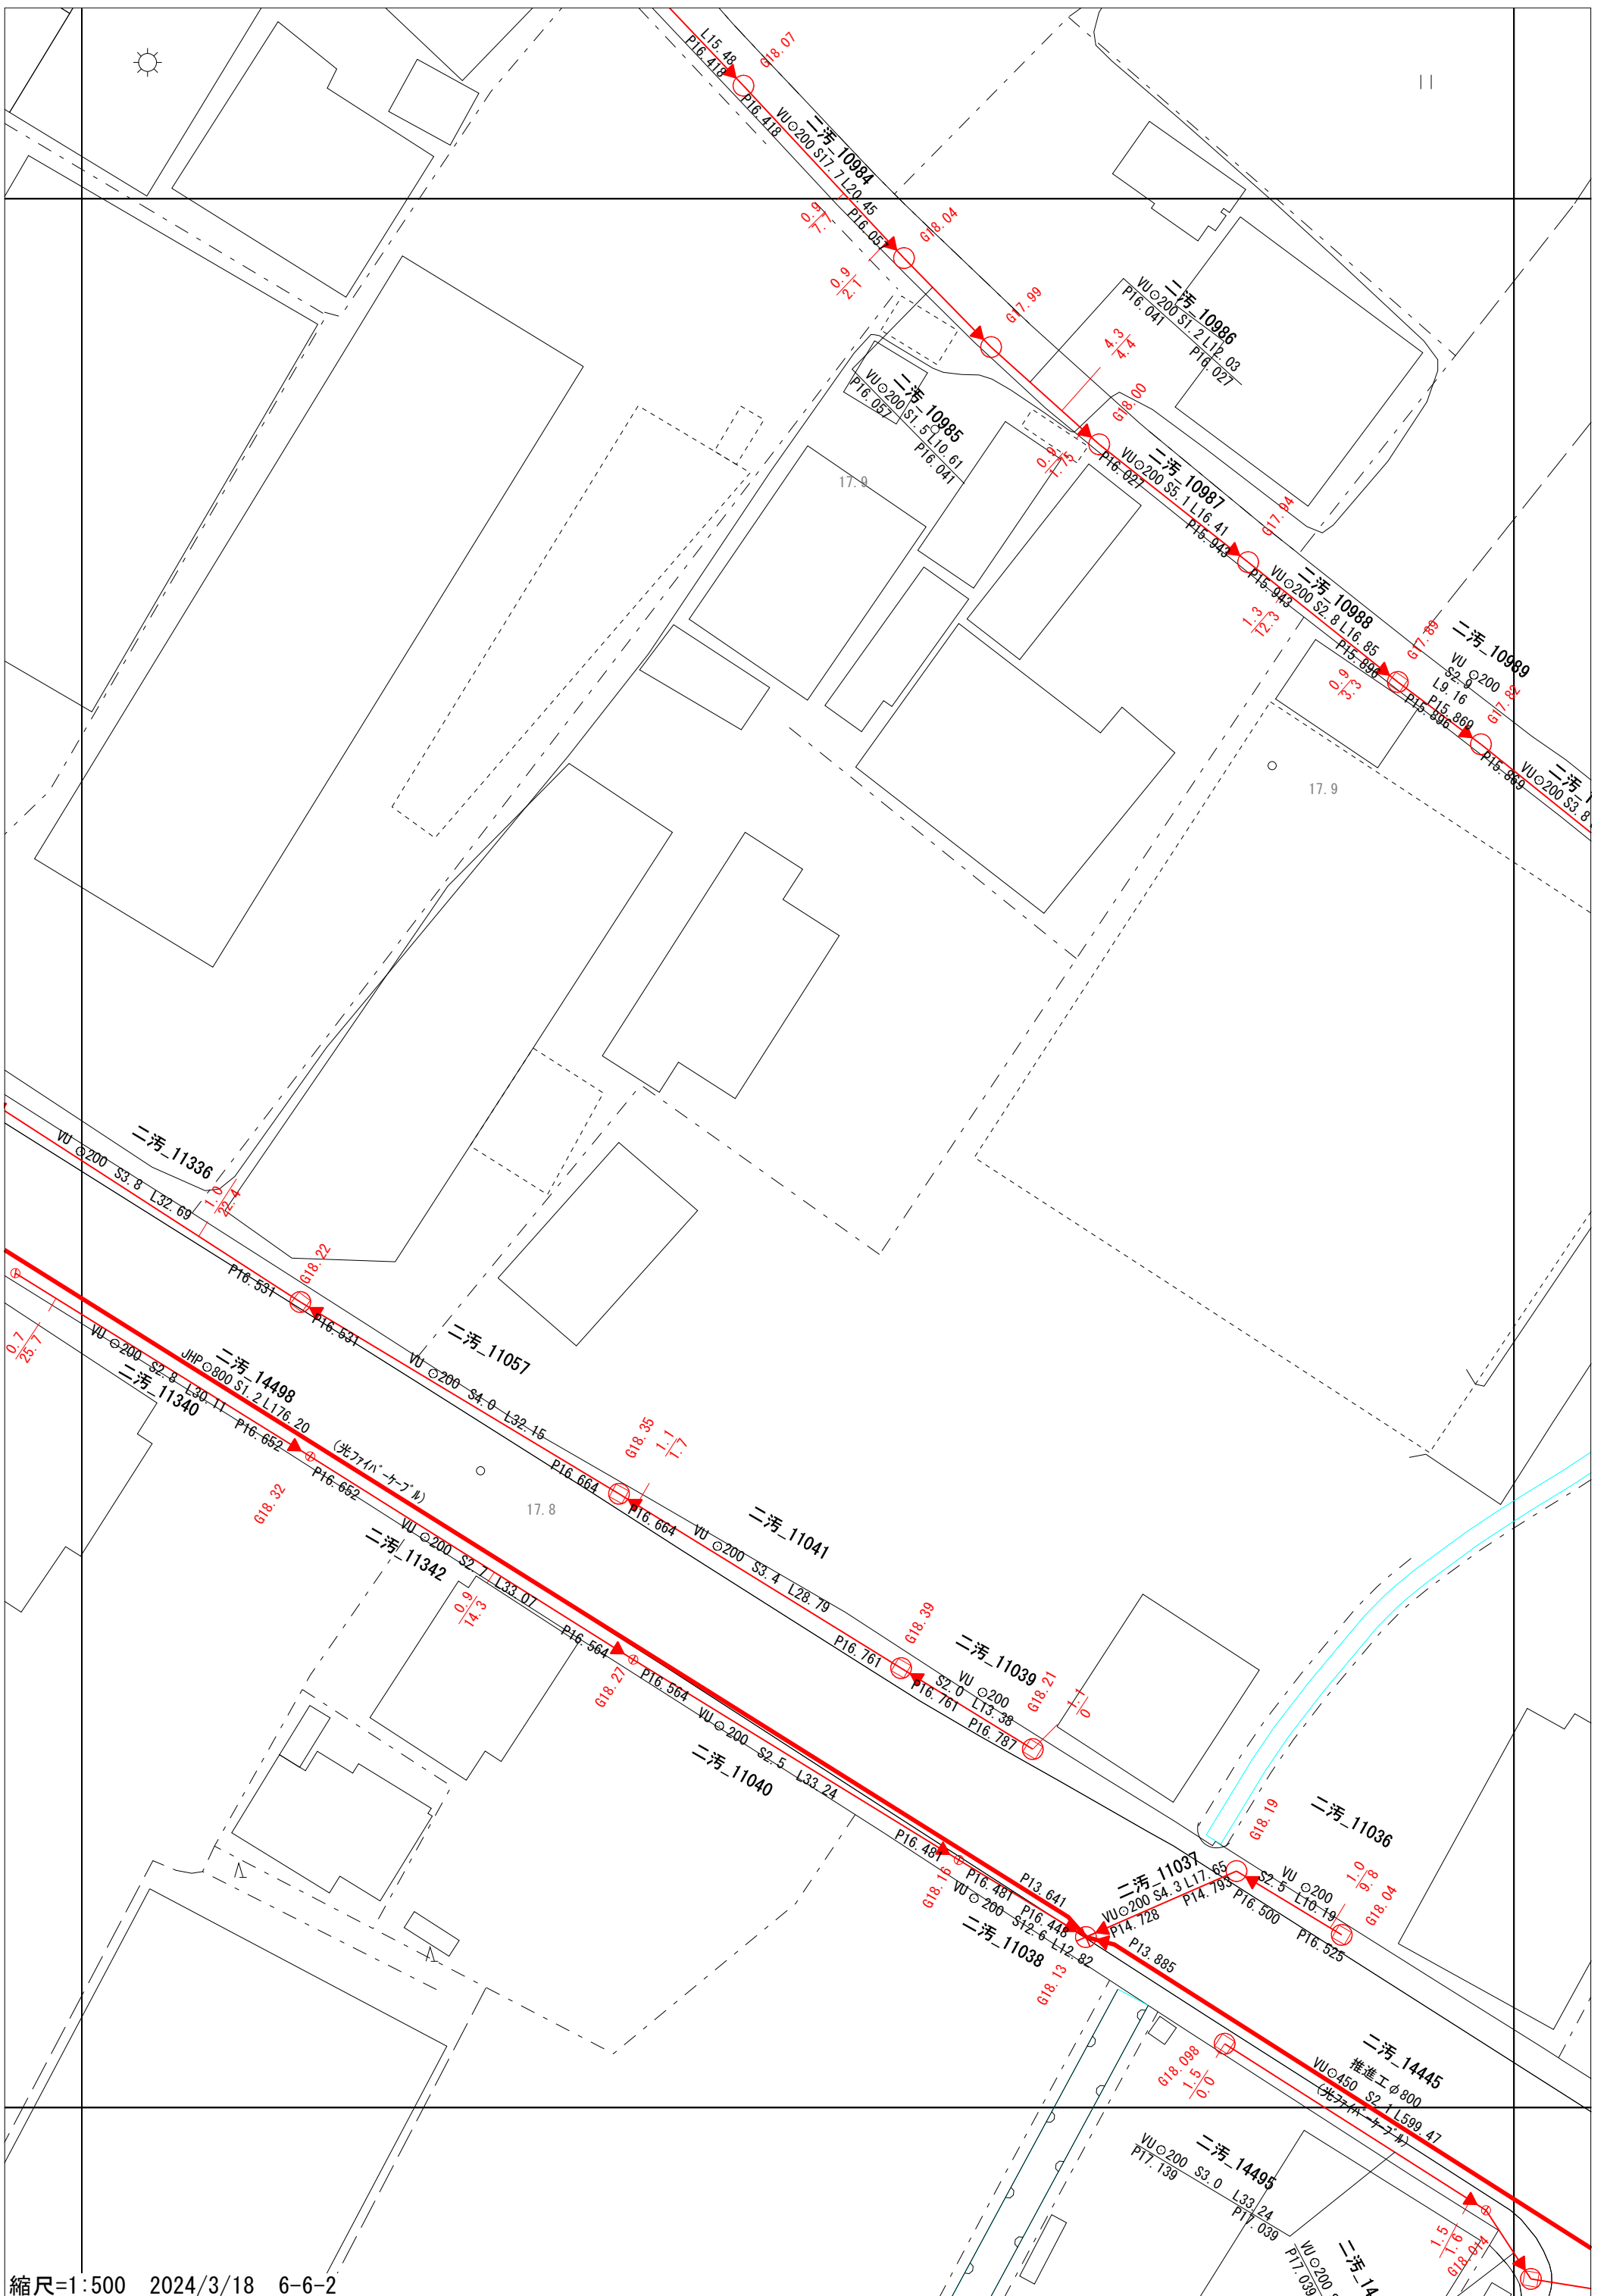 L15.48
P16.418
G18.07
P16.418
二汚_10984
VU⊙200 S17.7 L20.45
P16.057
0.9
7.7
G18.04
0.9
2.1
G17.99
二汚_10986
VU⊙200 S1.2 L12.03
P16.041
P16.027
4.3
4.4
二汚_10985
VU⊙200 S1.5 L10.61
P16.057
P16.041
G18.00
0.9
1.75
17.9
P16.027
二汚_10987
VU⊙200 S5.1 L16.41
P15.943
G17.94
P15.943
二汚_10988
VU⊙200 S2.8 L16.85
P15.896
1.3
12.3
G17.89
0.9
3.3
二汚_10989
VU ⊙200
S2.9
L9.16
P15.869
P15.896
G17.82
P15.869
VU⊙200 S3.8
17.9
二汚_11336
VU ⊙200 S3.8 L32.69
1.0
22.4
P16.531
G18.22
P16.531
二汚_11057
VU ⊙200 S4.0 L32.15
P16.664
0.7
25.7
二汚_14498
JHP⊙800 S1.2 L176.20
VU ⊙200 S2.8 L30.11
二汚_11340
P16.652
(光ファイバーケーブル)
G18.32
P16.652
17.8
G18.35
1.1
1.7
P16.664
二汚_11041
VU ⊙200 S3.4 L28.79
P16.761
VU ⊙200 S2.7 L33.07
二汚_11342
0.9
14.3
P16.564
G18.27
P16.564
G18.39
二汚_11039
VU ⊙200
S2.0 L13.38
P16.761
P16.787
G18.21
1.1
0
VU ⊙200 S2.5 L33.24
二汚_11040
P16.481
G18.16
P16.481
P13.641
P16.448
VU ⊙ 200 S12.6 L12.82
二汚_11038
G18.13
二汚_11037
VU⊙200 S4.3 L17.65
P14.728
P14.793
G18.19
二汚_11036
VU ⊙200
S2.5 L10.19
P16.500
P16.525
1.0
9.8
G18.04
P13.885
G18.098
1.5
0.0
二汚_14445
推進工φ800
VU⊙450 S2.1 L599.47
(光ファイバーケーブル)
二汚_14495
VU⊙200 S3.0 L33.24
P17.139
P17.039
1.5
1.6
G18.014
VU⊙200
P17.039
縮尺=1:500 2024/3/18 6-6-2